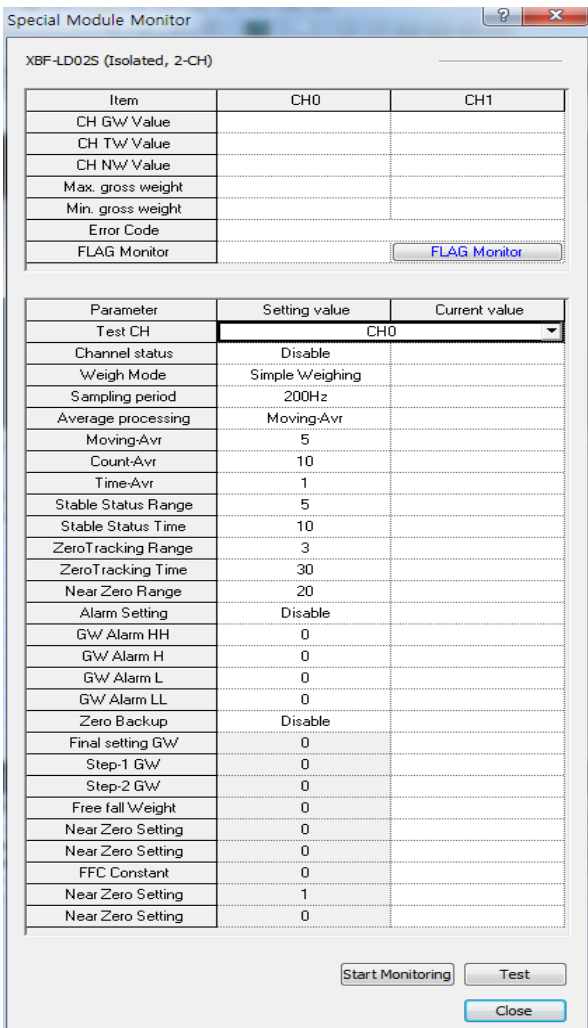 Special Module Monitor
XBF-LD02S (Isolated, 2-CH)
Item CH0 CH1
CH GW Value
CH TW Value
CH NW Value
Max. gross weight
Min. gross weight
Error Code
FLAG Monitor FLAG Monitor
Parameter Setting value Current value
Test CH CH0
Channel status Disable
Weigh Mode Simple Weighing
Sampling period 200Hz
Average processing Moving-Avr
Moving-Avr 5
Count-Avr 10
Time-Avr 1
Stable Status Range 5
Stable Status Time 10
ZeroTracking Range 3
ZeroTracking Time 30
Near Zero Range 20
Alarm Setting Disable
GW Alarm HH 0
GW Alarm H 0
GW Alarm L 0
GW Alarm LL 0
Zero Backup Disable
Final setting GW 0
Step-1 GW 0
Step-2 GW 0
Free fall Weight 0
Near Zero Setting 0
Near Zero Setting 0
FFC Constant 0
Near Zero Setting 1
Near Zero Setting 0
Start Monitoring Test
Close